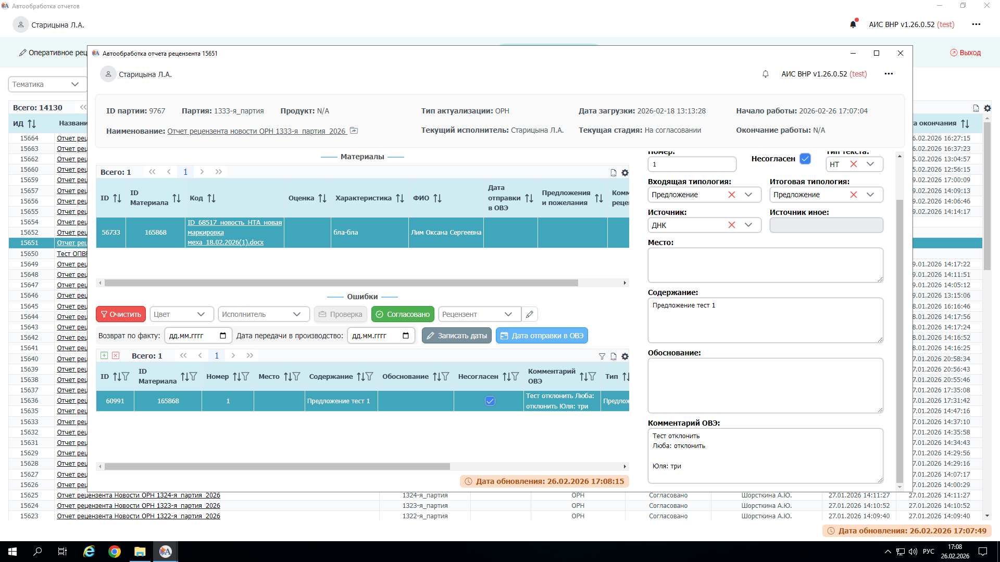 Автообработка отчетов
Старицына Л.А.
АИС ВНР v1.26.0.52 (test)
Оперативное рец
Выход
Тематика
Всего: 14130
ИД
Названи
а окончания
Автообработка отчета рецензента 15651
Старицына Л.А.
АИС ВНР v1.26.0.52 (test)
ID партии: 9767 Партия: 1333-я_партия Продукт: N/A
Тип актуализации: ОРН
Дата загрузки: 2026-02-18 13:13:28
Начало работы: 2026-02-26 17:07:04
Наименование: Отчет рецензента новости ОРН 1333-я_партия_2026
Текущий исполнитель: Старицына Л.А.
Текущая стадия: На согласовании
Окончание работы: N/A
Материалы
Всего: 1
1
ID
ID Материала
Код
Оценка
Характеристика
ФИО
Дата отправки в ОВЭ
Предложения и пожелания
Комм
реце
56733
165868
ID_68517_новость_НТА_новая
маркировка
меха_18.02.2026(1).docx
бла-бла
Лим Оксана Сергеевна
Ошибки
Очистить
Цвет
Исполнитель
Проверка
Согласовано
Рецензент
Возврат по факту: дд.мм.гггг
Дата передачи в производство: дд.мм.гггг
Записать даты
Дата отправки в ОВЭ
Всего: 1
1
ID
ID Материала
Номер
Место
Содержание
Обоснование
Несогласен
Комментарий ОВЭ
Тип
60991
165868
1
Предложение тест 1
Тест отклонить Люба:
отклонить Юля: три
Предлож
Дата обновления: 26.02.2026 17:08:15
Номер:
1
Несогласен
Тип текста:
НТ
Входящая типология:
Предложение
Итоговая типология:
Предложение
Источник:
ДНК
Источник иное:
Место:
Содержание:
Предложение тест 1
Обоснование:
Комментарий ОВЭ:
Тест отклонить
Люба: отклонить
Юля: три
15664 Отчет рец 6.02.2026 16:27:15
15663 Отчет рец 6.02.2026 16:37:23
15662 Отчет рец 5.02.2026 13:04:57
15660 Отчет рец 5.02.2026 12:56:15
15659 Отчет рец 9.02.2026 17:00:09
15657 Отчет рец 9.02.2026 14:09:13
15656 Отчет рец 9.02.2026 14:06:46
15655 Отчет рец 9.02.2026 14:14:17
15654 Отчет рец
15652 Отчет рец
15651 Отчет рец
15650 Тест ОПВ
15649 Отчет рец 9.01.2026 14:17:22
15648 Отчет рец 9.01.2026 14:11:51
15647 Отчет рец 9.01.2026 14:05:12
15646 Отчет рец 9.01.2026 13:15:06
15645 Отчет рец 8.01.2026 16:16:46
15644 Отчет рец 8.01.2026 14:17:56
15643 Отчет рец 8.01.2026 14:17:24
15642 Отчет рец 8.01.2026 14:16:52
15641 Отчет рец 8.01.2026 14:16:25
15640 Отчет рец 7.01.2026 20:58:34
15639 Отчет рец 7.01.2026 20:56:43
15638 Отчет рец 7.01.2026 20:55:46
15637 Отчет рец 7.01.2026 17:35:08
15636 Отчет рец 7.01.2026 17:31:42
15635 Отчет рец 7.01.2026 14:47:16
15633 Отчет рец 7.01.2026 14:37:10
15632 Отчет рец 7.01.2026 14:35:58
15631 Отчет рец 7.01.2026 14:34:43
15629 Отчет рец 7.01.2026 14:29:56
15628 Отчет рец 7.01.2026 14:29:16
15627 Отчет рец 7.01.2026 14:07:17
15626 Отчет рец 7.01.2026 14:00:29
15625 Отчет рецензента Новости ОРН 1324-я_партия_2026 1324-я_партия ОРН Согласовано Шорсткина А.Ю. 27.01.2026 14:11:27 27.01.2026 14:11:27
15624 Отчет рецензента Новости ОРН 1323-я_партия_2026 1323-я_партия ОРН Согласовано Шорсткина А.Ю. 27.01.2026 14:10:52 27.01.2026 14:10:52
15623 Отчет рецензента Новости ОРН 1322-я_партия_2026 1322-я_партия ОРН Согласовано Шорсткина А.Ю. 27.01.2026 14:09:40 27.01.2026 14:09:40
Дата обновления: 26.02.2026 17:07:49
РУС
17:08
26.02.2026